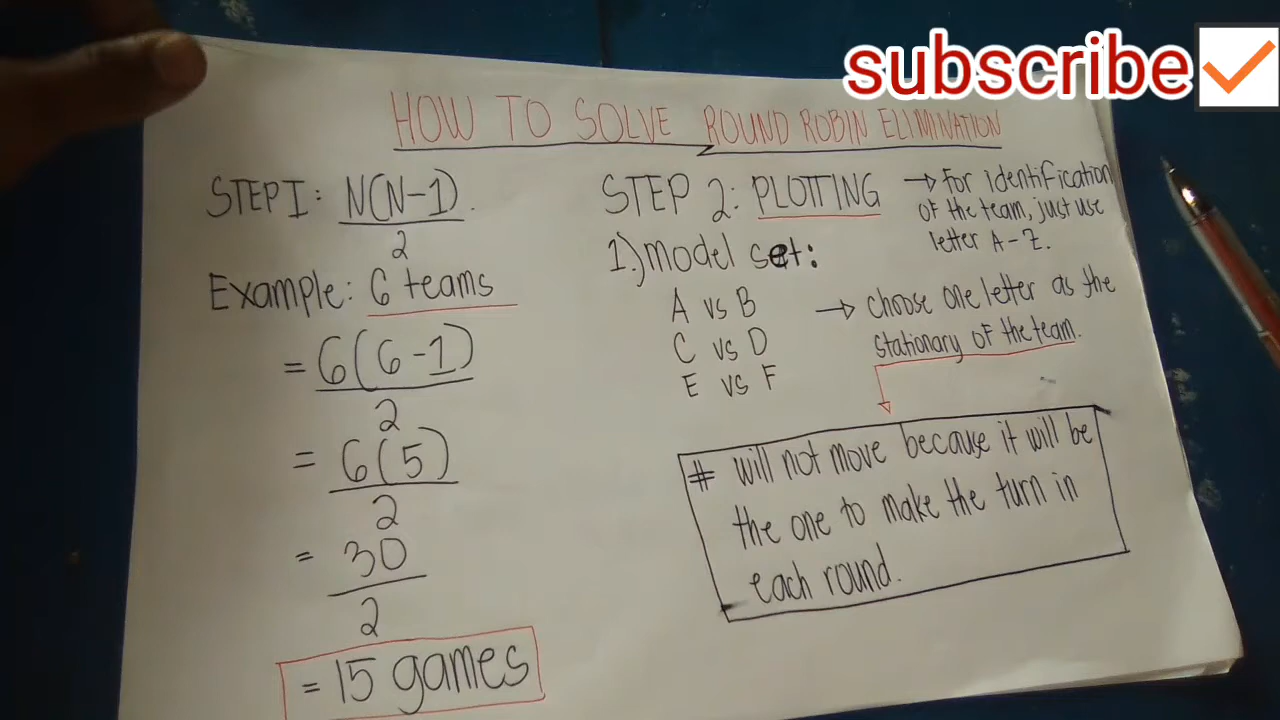 subscribe
HOW TO SOLVE ROUND ROBIN ELIMINATION
STEP I: N(N-1).
2
Example: 6 teams
= 6(6-1)
2
= 6(5)
2
= 30
2
= 15 games
STEP 2: PLOTTING
→ For identification
of the team, just use
letter A-Z.
1.) model set:
A vs B
C vs D
E vs F
→ choose one letter as the
stationary of the team.
# will not move because it will be
the one to make the turn in
each round.